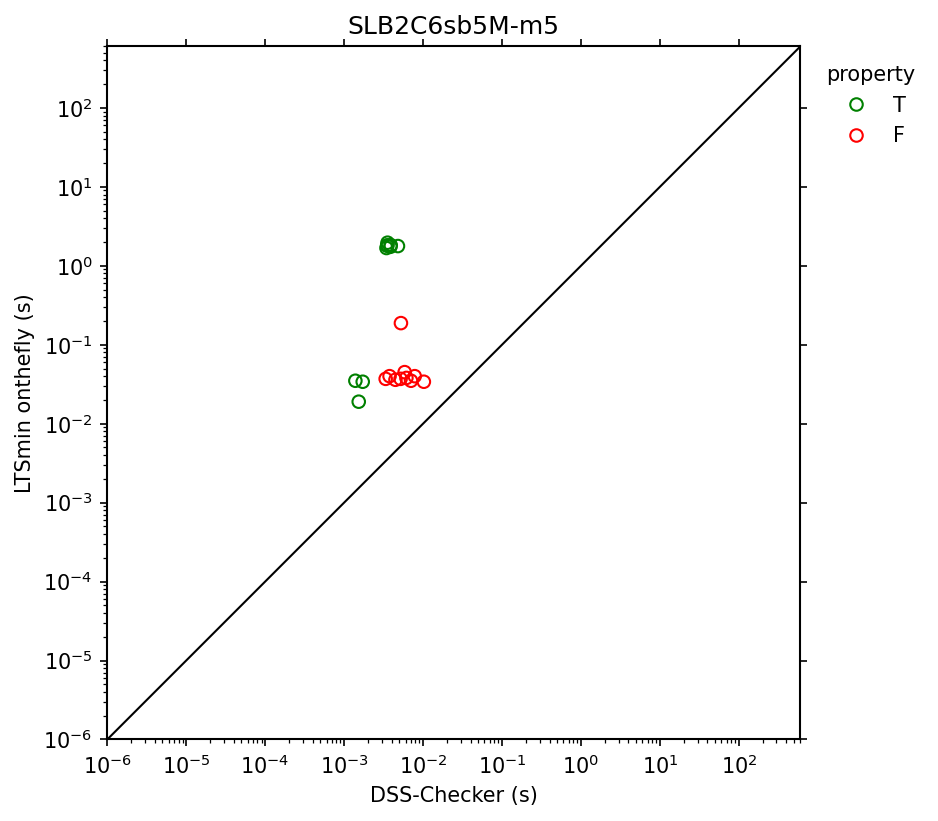 SLB2C6sb5M-m5
property
T
F
LTSmin onthefly (s)
10²
10¹
10⁰
10⁻¹
10⁻²
10⁻³
10⁻⁴
10⁻⁵
10⁻⁶
10⁻⁶ 10⁻⁵ 10⁻⁴ 10⁻³ 10⁻² 10⁻¹ 10⁰ 10¹ 10²
DSS-Checker (s)